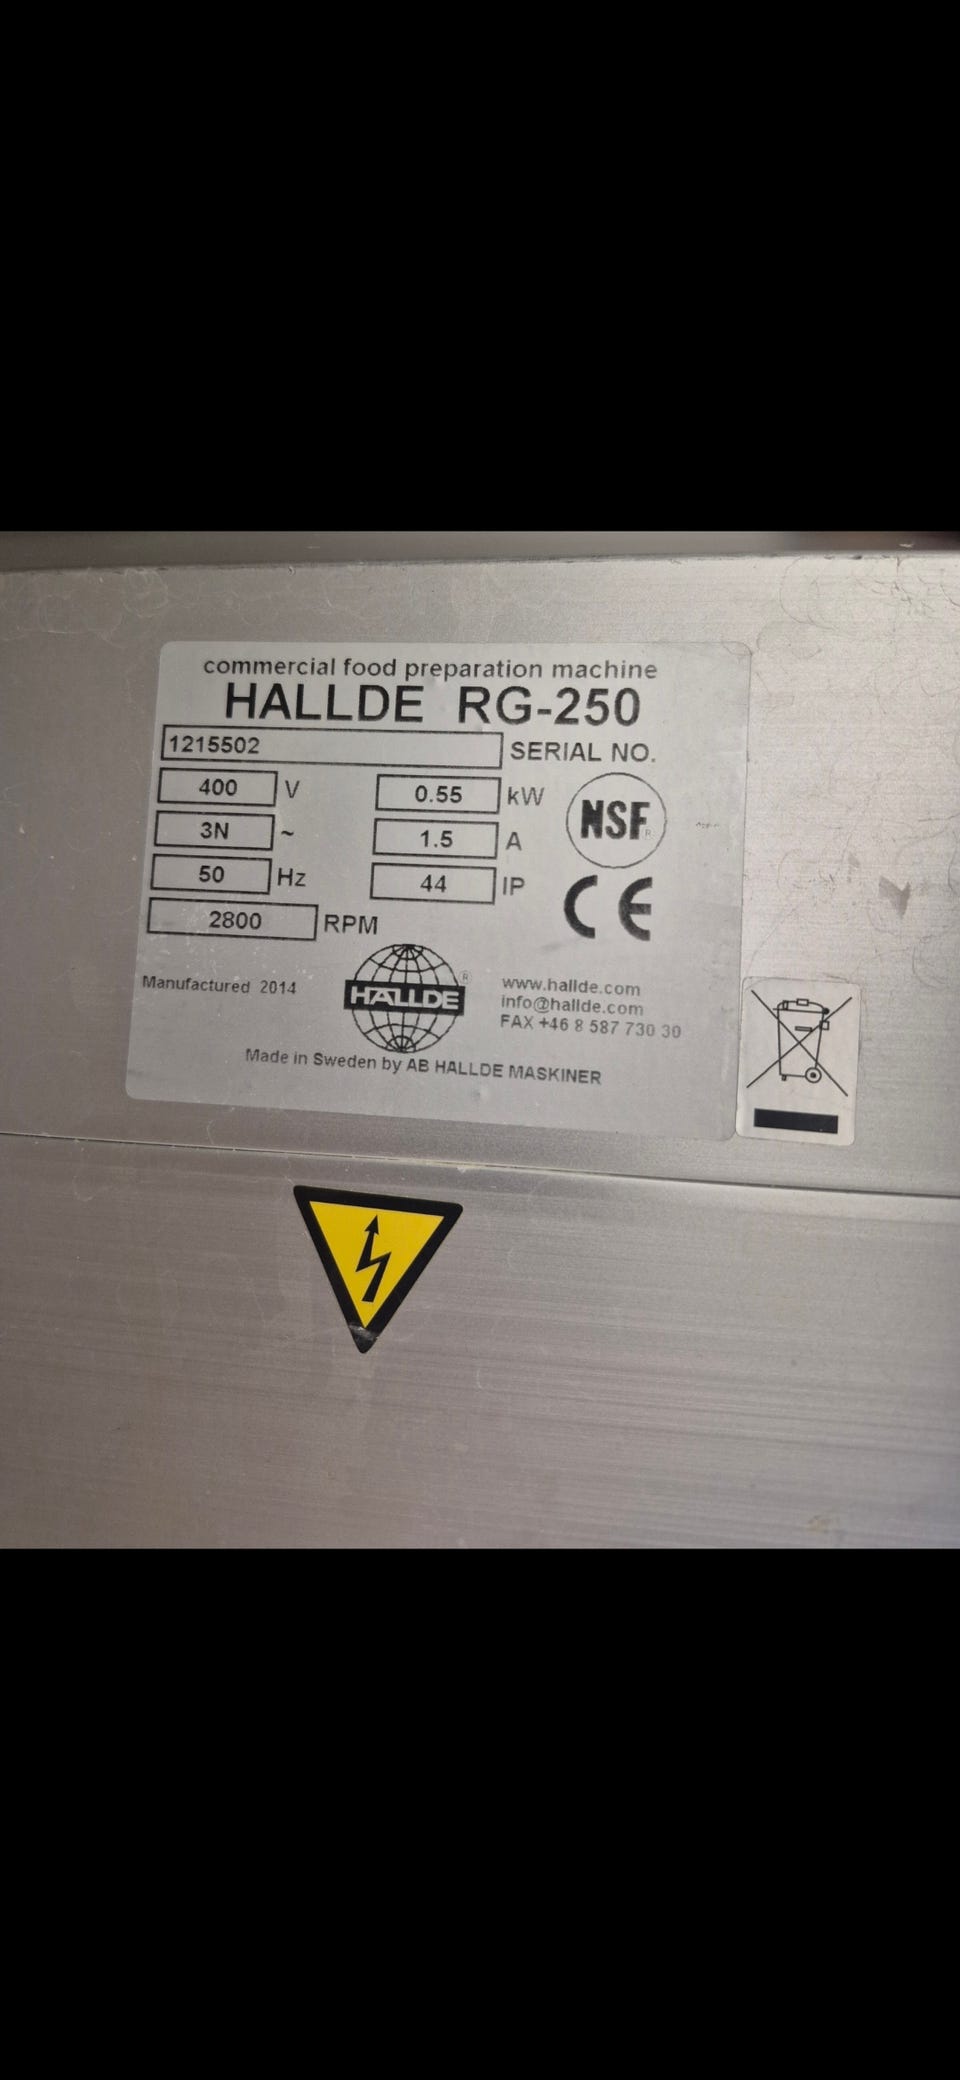 commercial food preparation machine
HALLDE RG-250
1215502 SERIAL NO.
400 V 0.55 kW
3N ~ 1.5 A
50 Hz 44 IP
2800 RPM
NSF®
CE
Manufactured 2014
HALLDE®
www.hallde.com
info@hallde.com
FAX +46 8 587 730 30
Made in Sweden by AB HALLDE MASKINER